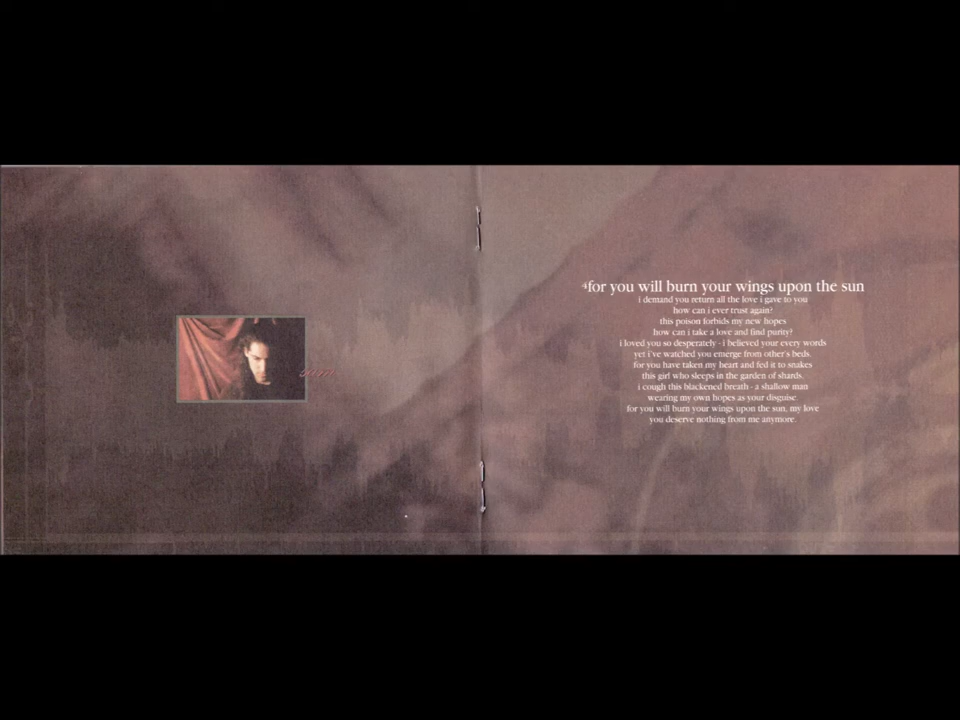 4for you will burn your wings upon the sun
i demand you return all the love i gave to you
how can i ever trust again?
this poison forbids my new hopes
how can i take a love and find purity?
i loved you so desperately - i believed your every words
yet i've watched you emerge from other's beds.
for you have taken my heart and fed it to snakes
this girl who sleeps in the garden of shards.
i cough this blackened breath - a shallow man
wearing my own hopes as your disguise
for you will burn your wings upon the sun, my love
you deserve nothing from me anymore.